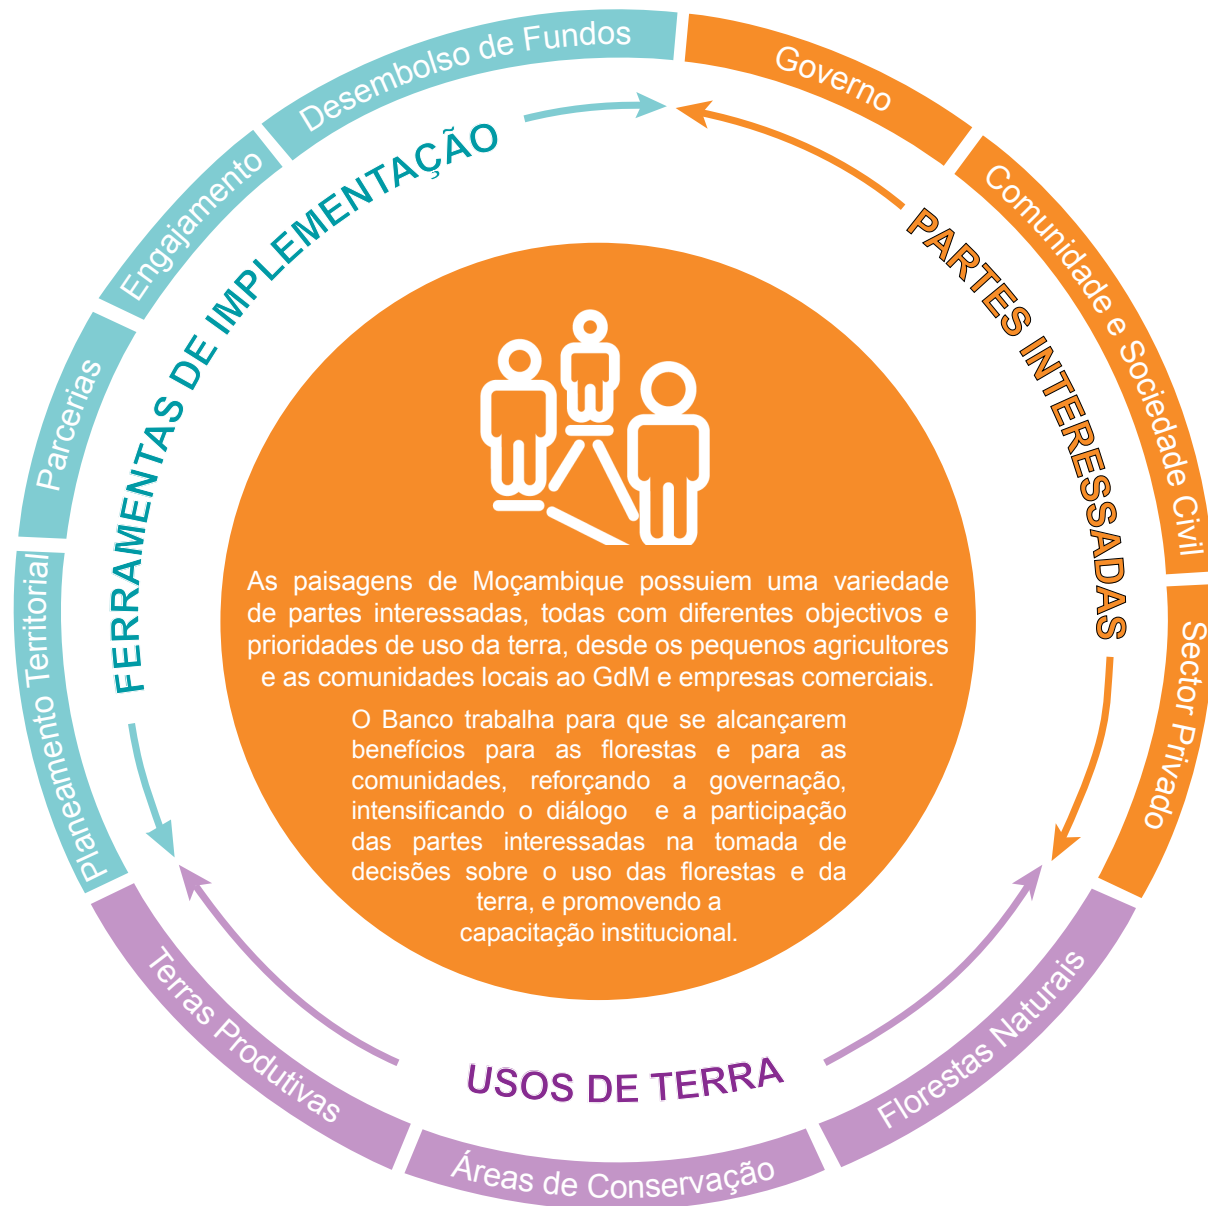 Desembolso de Fundos
Governo
Engajamento
Comunidade e Sociedade Civil
Parcerias
Planeamento Territorial
Sector Privado
FERRAMENTAS DE IMPLEMENTAÇÃO
PARTES INTERESSADAS
As paisagens de Moçambique possuiem uma variedade
de partes interessadas, todas com diferentes objectivos e
prioridades de uso da terra, desde os pequenos agricultores
e as comunidades locais ao GdM e empresas comerciais.
O Banco trabalha para que se alcançarem
benefícios para as florestas e para as
comunidades, reforçando a governação,
intensificando o diálogo e a participação
das partes interessadas na tomada de
decisões sobre o uso das florestas e da
terra, e promovendo a
capacitação institucional.
USOS DE TERRA
Terras Produtivas
Áreas de Conservação
Florestas Naturais